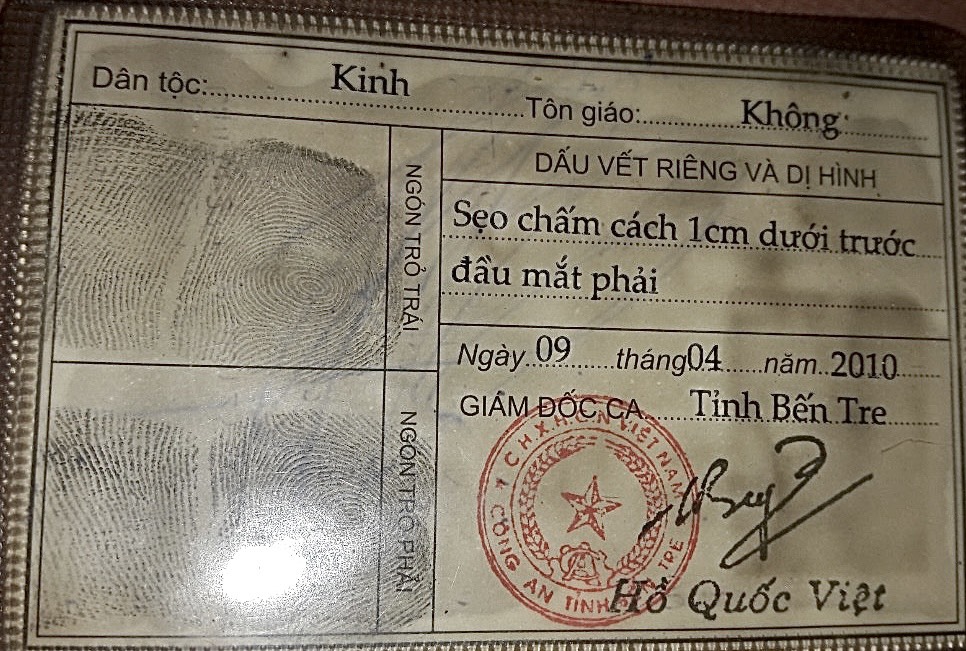 Dân tộc: Kinh Tôn giáo: Không
NGÓN TRỎ TRÁI
NGÓN TRỎ PHẢI
DẤU VẾT RIÊNG VÀ DỊ HÌNH
Sẹo chấm cách 1cm dưới trước
đầu mắt phải
Ngày 09 tháng 04 năm 2010
GIÁM ĐỐC CA Tỉnh Bến Tre
C.H.X.H.C.N VIỆT NAM
CÔNG AN TỈNH BẾN TRE
Hồ Quốc Việt